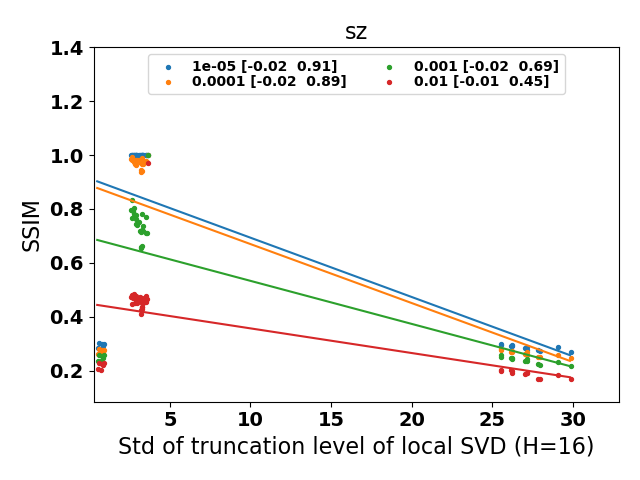 sz
1e-05 [-0.02  0.91]
0.0001 [-0.02  0.89]
0.001 [-0.02  0.69]
0.01 [-0.01  0.45]
SSIM
1.4
1.2
1.0
0.8
0.6
0.4
0.2
5 10 15 20 25 30
Std of truncation level of local SVD (H=16)